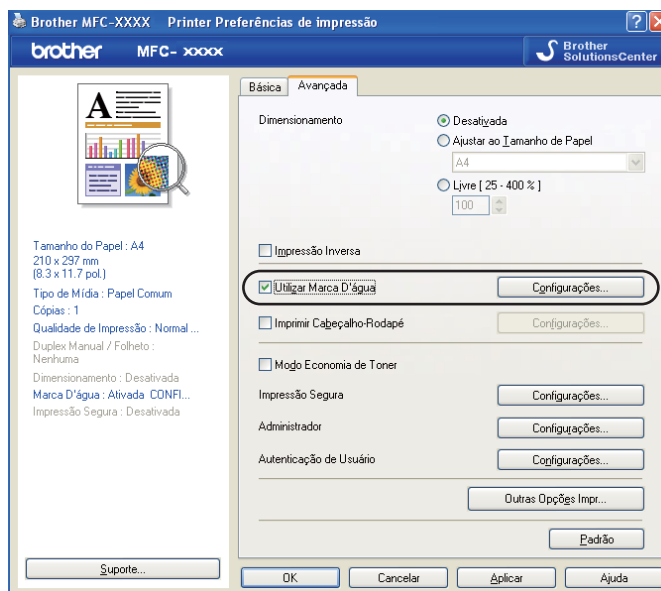 Brother MFC-XXXX Printer Preferências de impressão
brother MFC- xxxx
Brother
SolutionsCenter
Básica
Avançada
A
Tamanho do Papel : A4
210 x 297 mm
(8.3 x 11.7 pol.)
Tipo de Mídia : Papel Comum
Cópias : 1
Qualidade de Impressão : Normal ...
Duplex Manual / Folheto :
Nenhuma
Dimensionamento : Desativada
Marca D'água : Ativada CONFI...
Impressão Segura : Desativada
Suporte...
Dimensionamento
Desativada
Ajustar ao Tamanho de Papel
A4
Livre [ 25 - 400 % ]
100
Impressão Inversa
Utilizar Marca D'água
Configurações...
Imprimir Cabeçalho-Rodapé
Configurações...
Modo Economia de Toner
Impressão Segura
Configurações...
Administrador
Configurações...
Autenticação de Usuário
Configurações...
Outras Opções Impr...
Padrão
OK
Cancelar
Aplicar
Ajuda